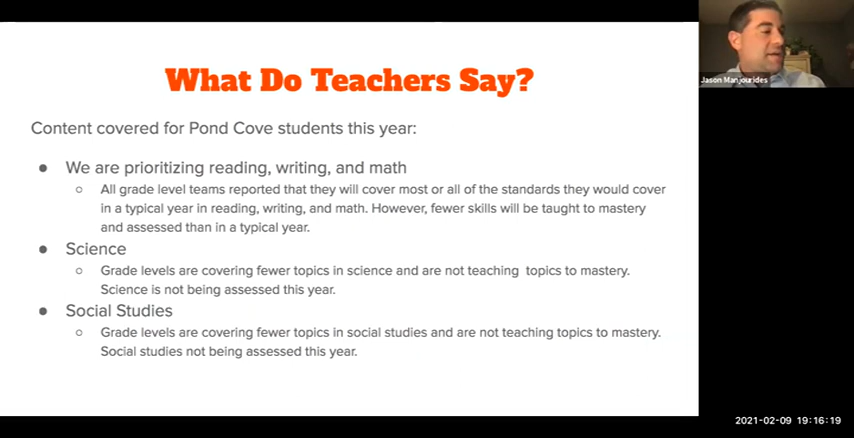 What Do Teachers Say?
Jason Manjourides
Content covered for Pond Cove students this year:
● We are prioritizing reading, writing, and math
○ All grade level teams reported that they will cover most or all of the standards they would cover
in a typical year in reading, writing, and math. However, fewer skills will be taught to mastery
and assessed than in a typical year.
● Science
○ Grade levels are covering fewer topics in science and are not teaching topics to mastery.
Science is not being assessed this year.
● Social Studies
○ Grade levels are covering fewer topics in social studies and are not teaching topics to mastery.
Social studies not being assessed this year.
2021-02-09 19:16:19